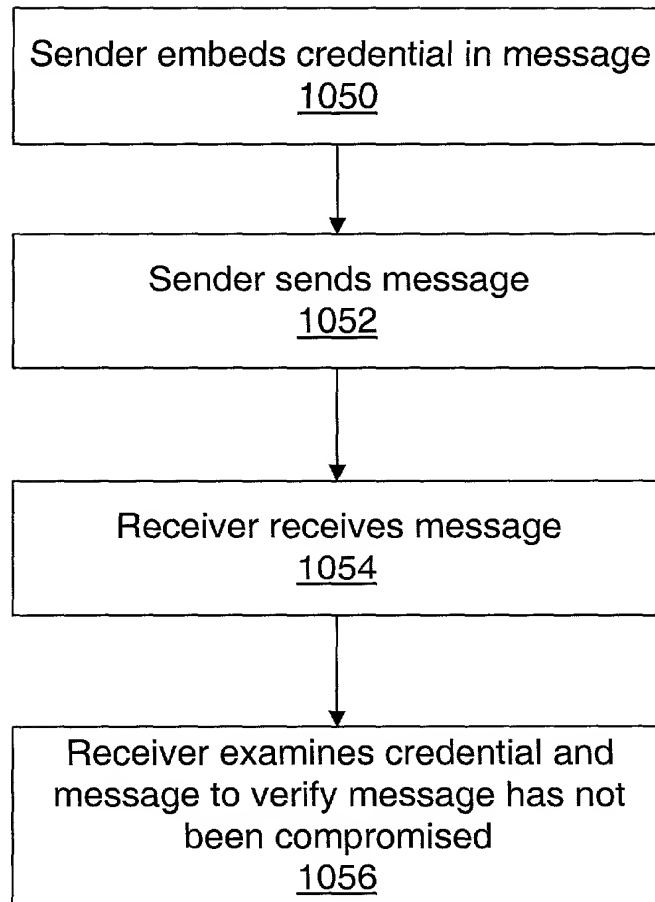 Sender embeds credential in message
1050
Sender sends message
1052
Receiver receives message
1054
Receiver examines credential and
message to verify message has not
been compromised
1056